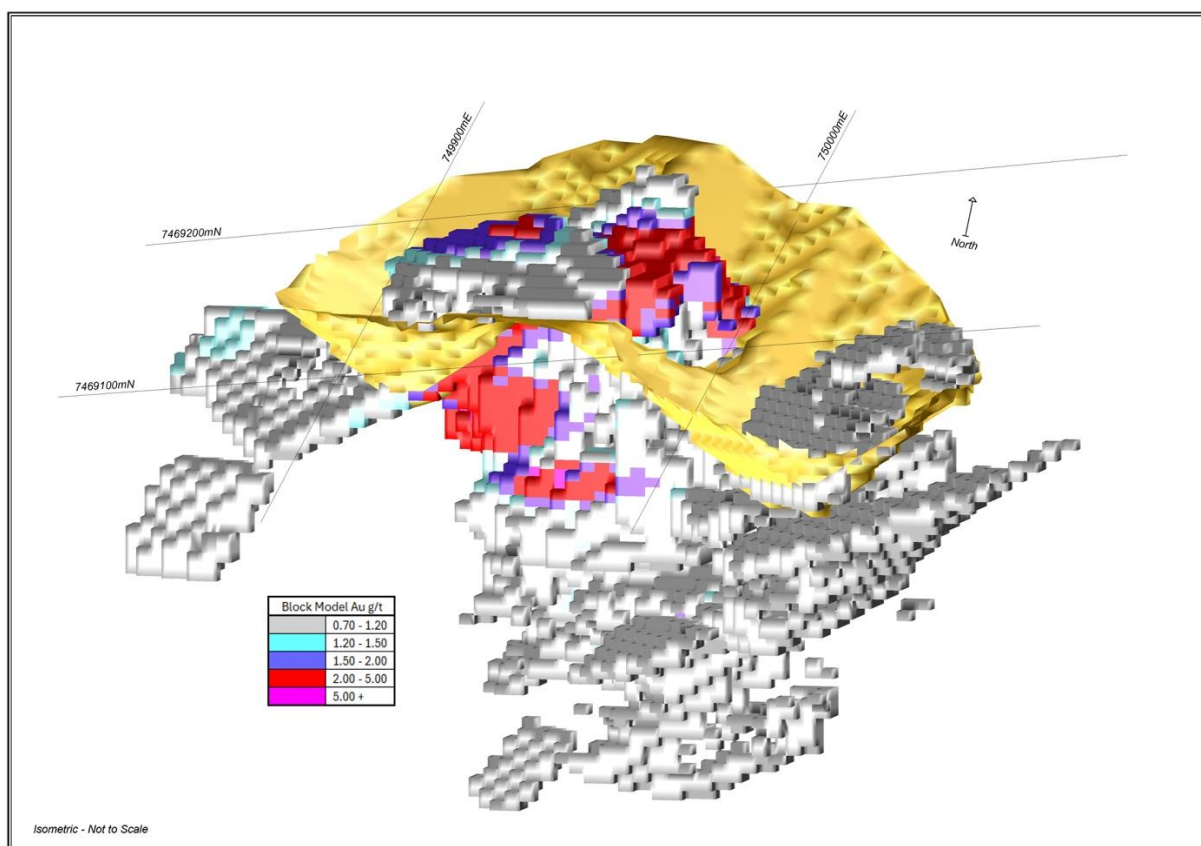 749900mE
750000mE
7469200mN
North
7469100mN
Block Model Au g/t
0.70 - 1.20
1.20 - 1.50
1.50 - 2.00
2.00 - 5.00
5.00 +
Isometric - Not to Scale